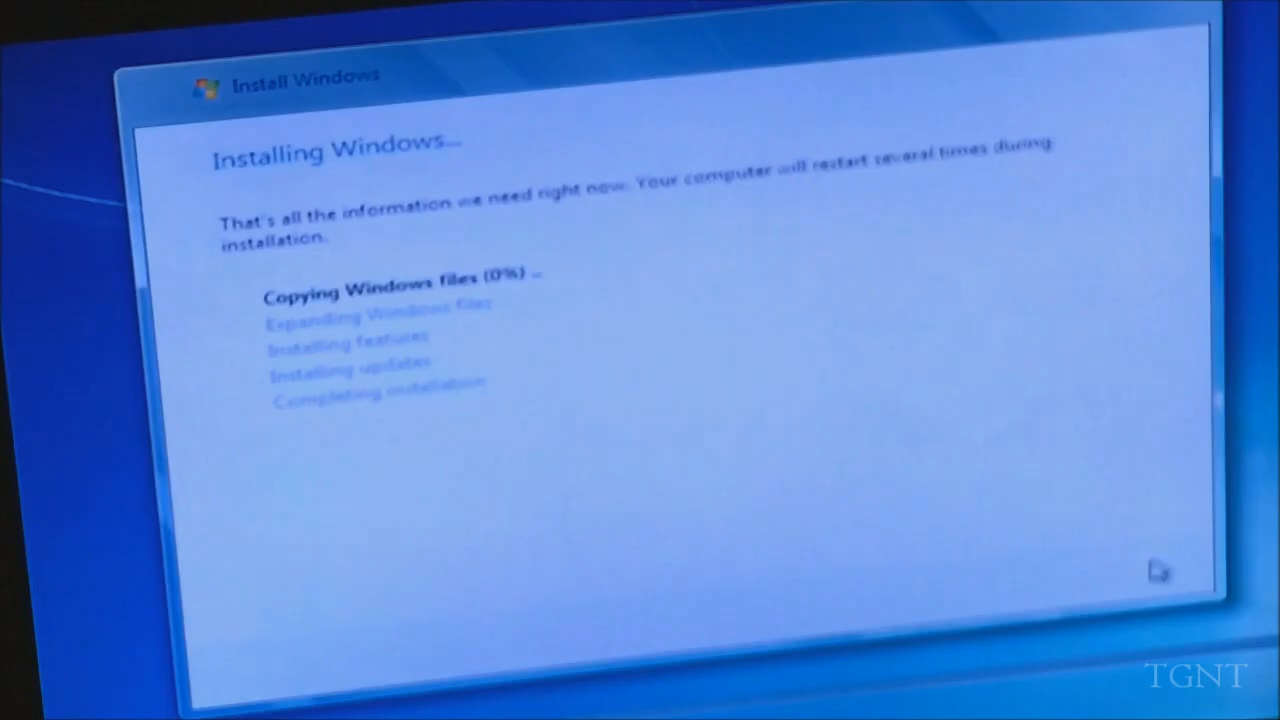 Install Windows
Installing Windows...
That's all the information we need right now. Your computer will restart several times during
installation.
Copying Windows files (0%) ...
Expanding Windows files
Installing features
Installing updates
Completing installation
TGNT